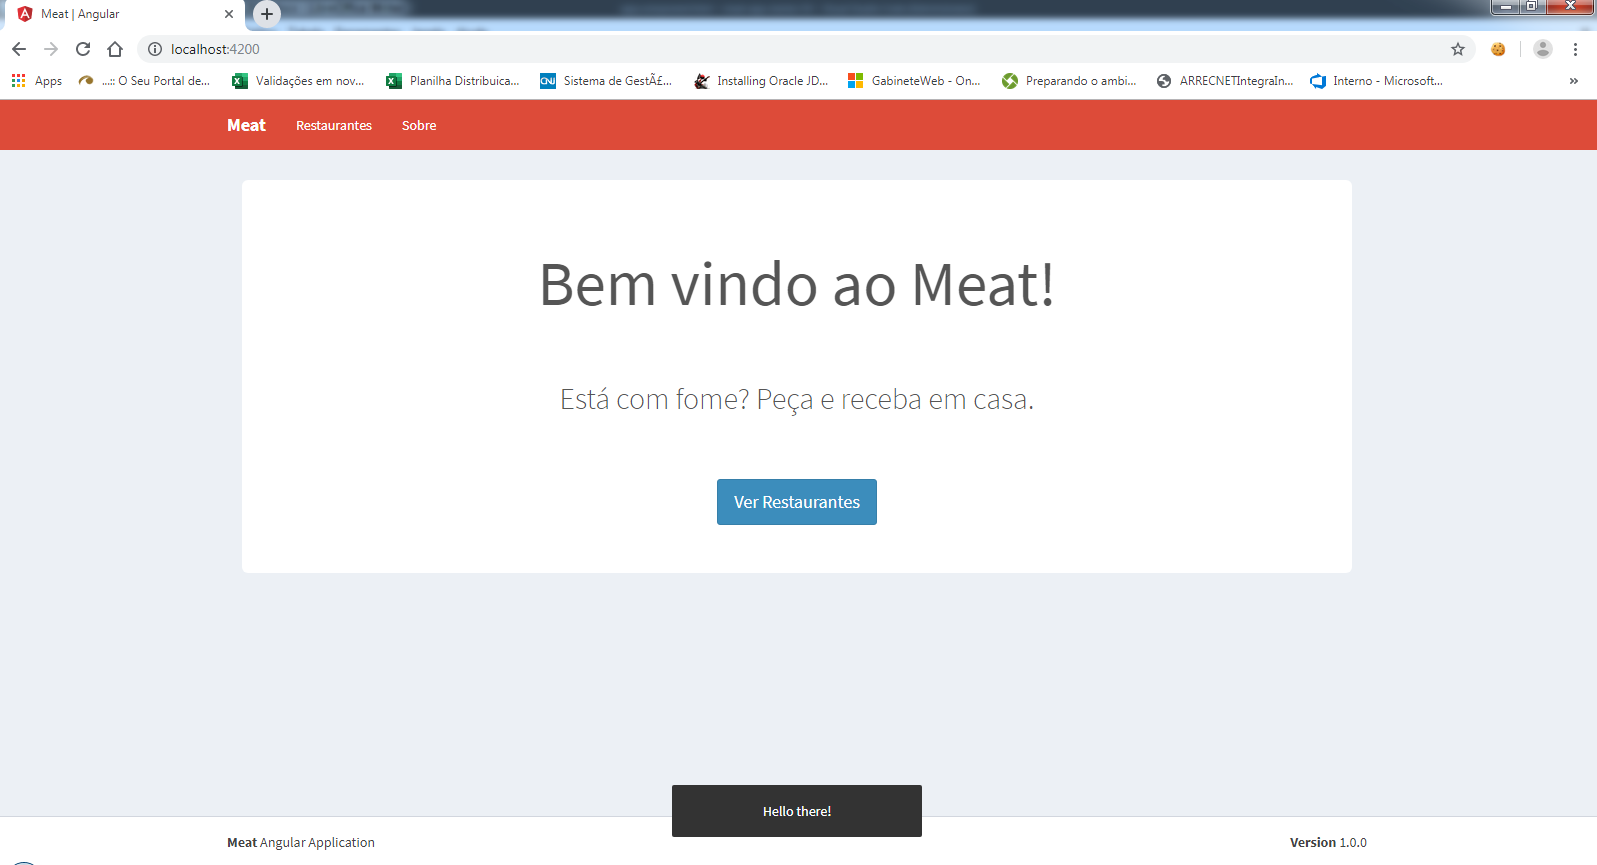 Meat | Angular
localhost:4200
Apps
...:: O Seu Portal de...
Validações em nov...
Planilha Distribuica...
CNJ
Sistema de GestÃ£...
Installing Oracle JD...
GabineteWeb - On...
Preparando o ambi...
ARRECNETIntegraIn...
Interno - Microsoft...
»
Meat
Restaurantes
Sobre
Bem vindo ao Meat!
Está com fome? Peça e receba em casa.
Ver Restaurantes
Hello there!
Meat Angular Application
Version 1.0.0